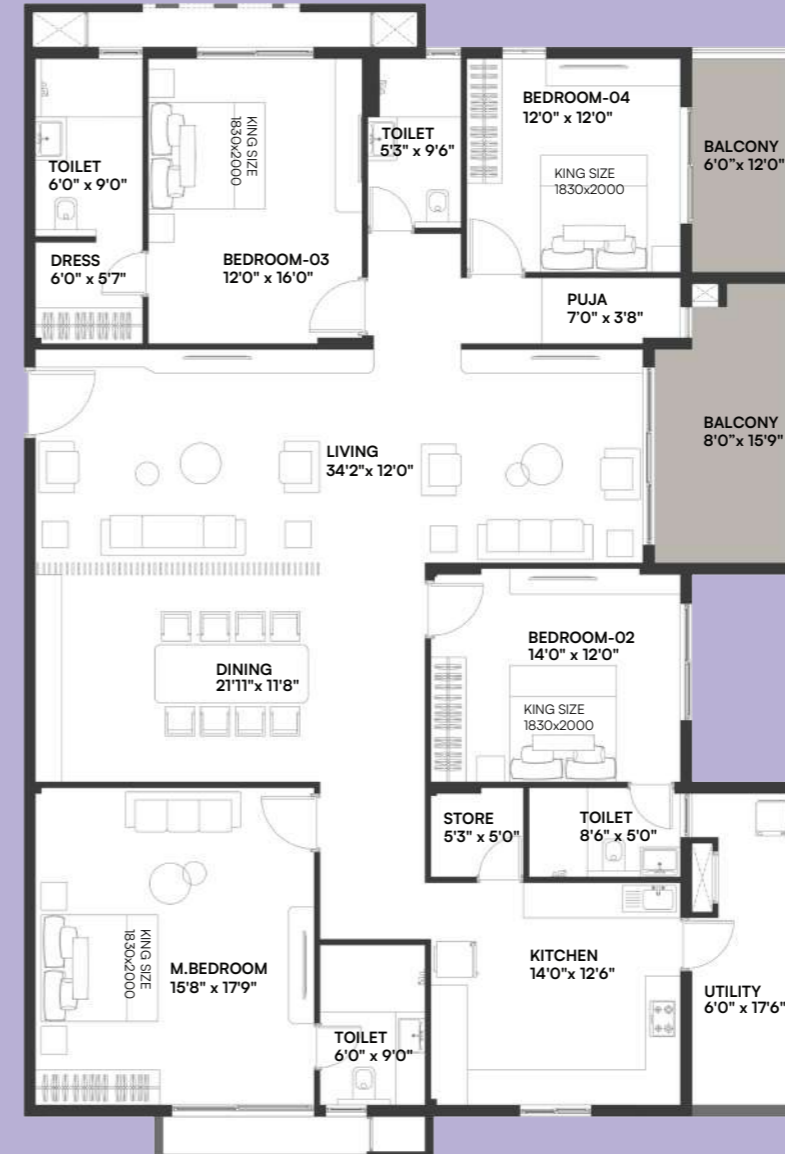 BEDROOM-04
12'0" x 12'0"
KING SIZE
1830x2000
TOILET
5'3" x 9'6"
BALCONY
6'0"x 12'0"
TOILET
6'0" x 9'0"
KING SIZE
1830x2000
DRESS
6'0" x 5'7"
BEDROOM-03
12'0" x 16'0"
PUJA
7'0" x 3'8"
BALCONY
8'0"x 15'9"
LIVING
34'2"x 12'0"
DINING
21'11"x 11'8"
BEDROOM-02
14'0" x 12'0"
KING SIZE
1830x2000
STORE
5'3" x 5'0"
TOILET
8'6" x 5'0"
M.BEDROOM
15'8" x 17'9"
KING SIZE
1830x2000
KITCHEN
14'0"x 12'6"
UTILITY
6'0" x 17'6"
TOILET
6'0" x 9'0"